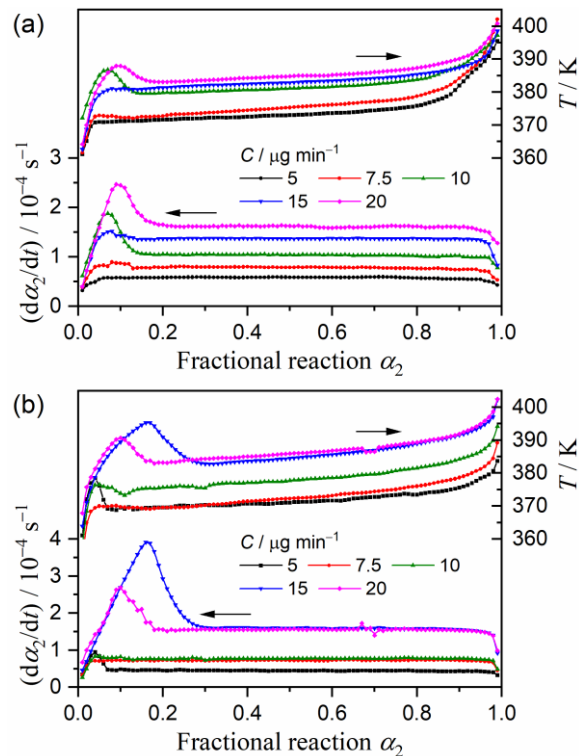 (a)
400
390
380
370
360
T / K
3
2
1
0
(dα₂/dt) / 10⁻⁴ s⁻¹
C / μg min⁻¹
5 7.5 10
15 20
0.0 0.2 0.4 0.6 0.8 1.0
Fractional reaction α₂
(b)
400
390
380
370
360
T / K
4
3
2
1
0
(dα₂/dt) / 10⁻⁴ s⁻¹
C / μg min⁻¹
5 7.5 10
15 20
0.0 0.2 0.4 0.6 0.8 1.0
Fractional reaction α₂